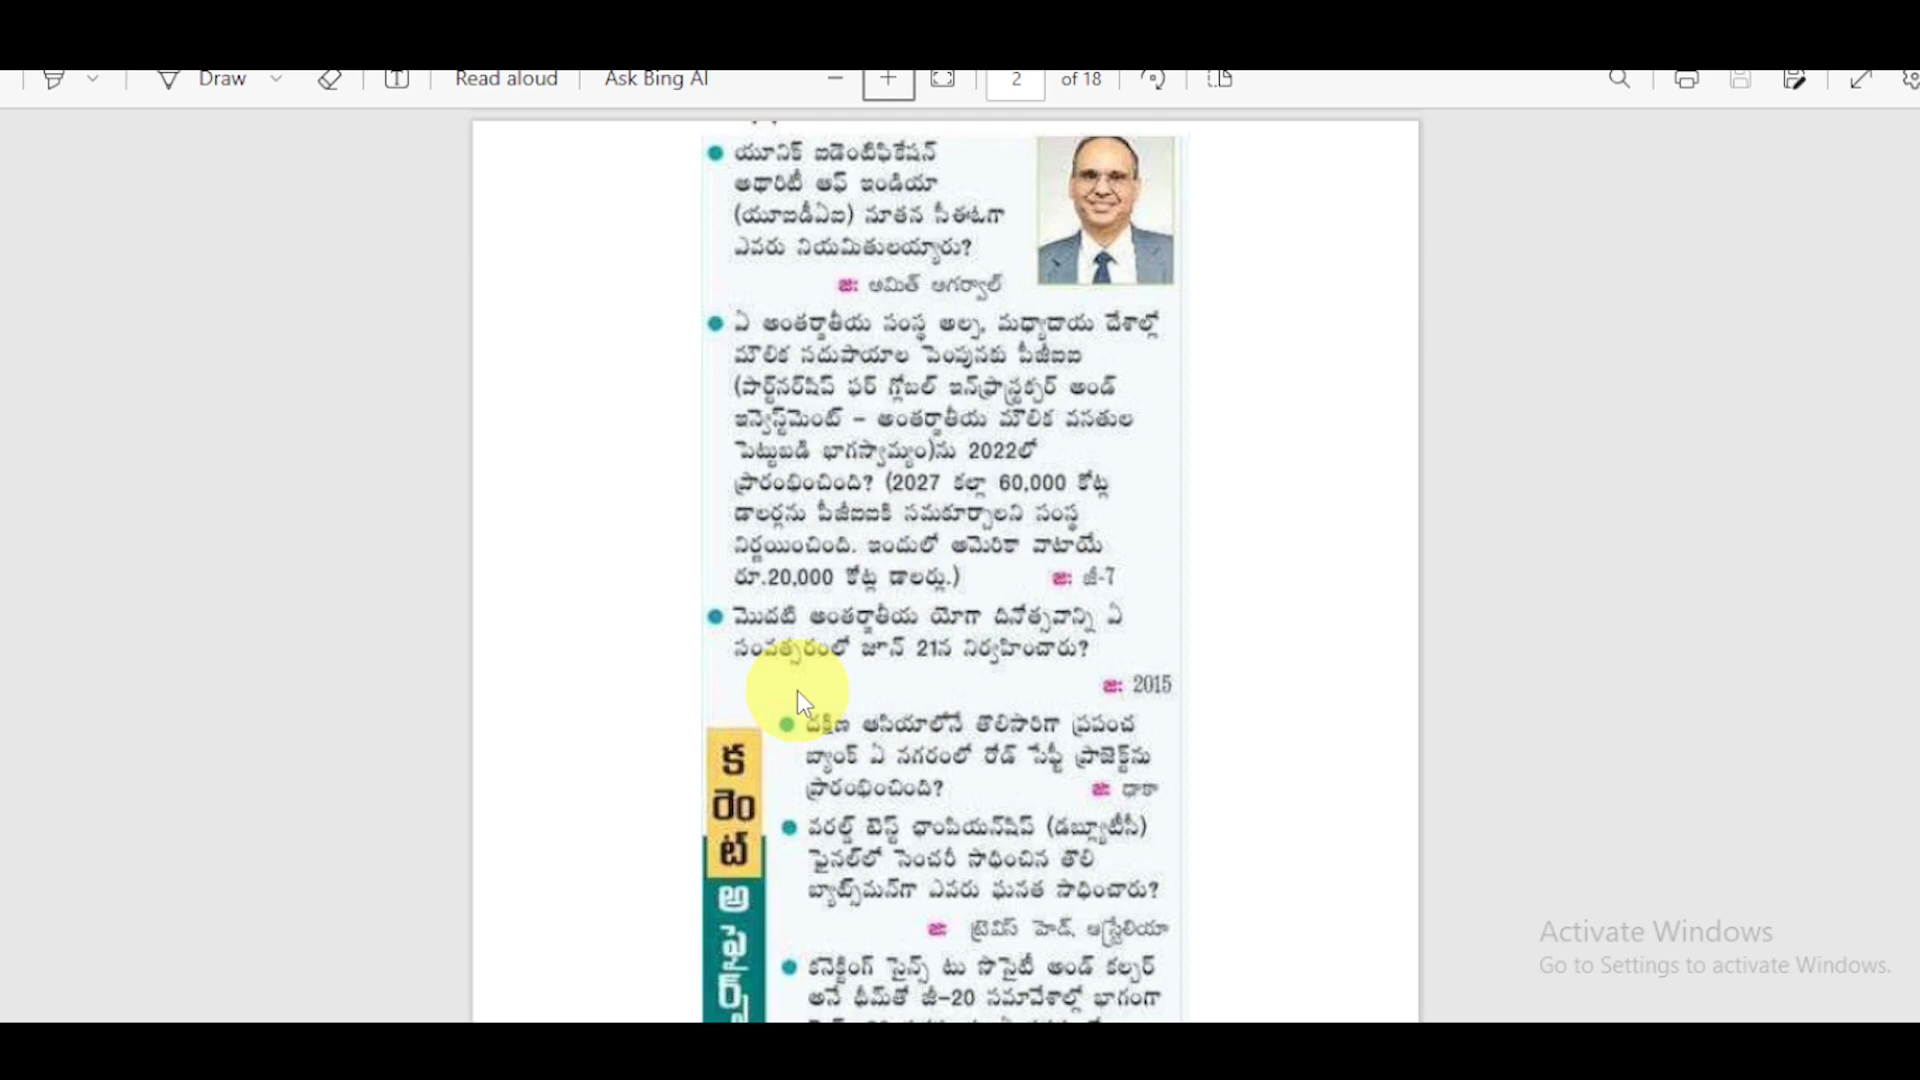 Draw
Read aloud
Ask Bing AI
2 of 18
యూనిక్ ఐడెంటిఫికేషన్
అథారిటీ ఆఫ్ ఇండియా
(యూఐడీఏఐ) నూతన సీఈఓగా
ఎవరు నియమితులయ్యారు?
జ: అమిత్ అగర్వాల్
ఏ అంతర్జాతీయ సంస్థ అల్ప, మధ్యాదాయ దేశాల్లో
మౌలిక సదుపాయాల పెంపునకు పీజీఐఐ
(పార్ట్‌నర్‌షిప్ ఫర్ గ్లోబల్ ఇన్‌ఫ్రాస్ట్రక్చర్ అండ్
ఇన్వెస్ట్‌మెంట్ - అంతర్జాతీయ మౌలిక వసతుల
పెట్టుబడి భాగస్వామ్యం)ను 2022లో
ప్రారంభించింది? (2027 కల్లా 60,000 కోట్ల
డాలర్లను పీజీఐఐకి సమకూర్చాలని సంస్థ
నిర్ణయించింది. ఇందులో అమెరికా వాటాయే
రూ.20,000 కోట్ల డాలర్లు.) జ: జీ-7
మొదటి అంతర్జాతీయ యోగా దినోత్సవాన్ని ఏ
సంవత్సరంలో జూన్ 21న నిర్వహించారు?
జ: 2015
దక్షిణ ఆసియాలోనే తొలిసారిగా ప్రపంచ
బ్యాంక్ ఏ నగరంలో రోడ్ సేఫ్టీ ప్రాజెక్ట్‌ను
ప్రారంభించింది? జ: ఢాకా
వరల్డ్ టెస్ట్ ఛాంపియన్‌షిప్ (డబ్ల్యూటీసీ)
ఫైనల్‌లో సెంచరీ సాధించిన తొలి
బ్యాట్స్‌మన్‌గా ఎవరు ఘనత సాధించారు?
జ: ట్రెవిస్ హెడ్, ఆస్ట్రేలియా
కనెక్టింగ్ సైన్స్ టు సొసైటీ అండ్ కల్చర్
అనే థీమ్‌తో జీ-20 సమావేశాల్లో భాగంగా
కరెంట్
అఫైర్స్
Activate Windows
Go to Settings to activate Windows.